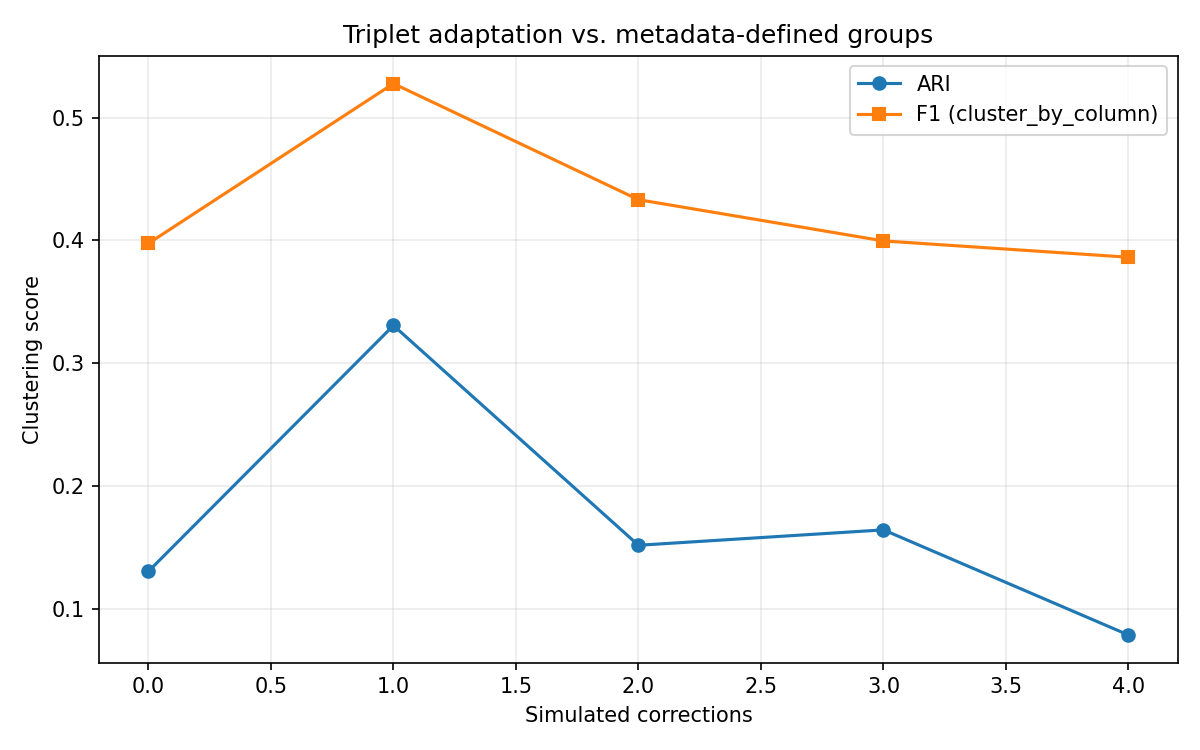 Triplet adaptation vs. metadata-defined groups
ARI
F1 (cluster_by_column)
Clustering score
0.5
0.4
0.3
0.2
0.1
0.0 0.5 1.0 1.5 2.0 2.5 3.0 3.5 4.0
Simulated corrections